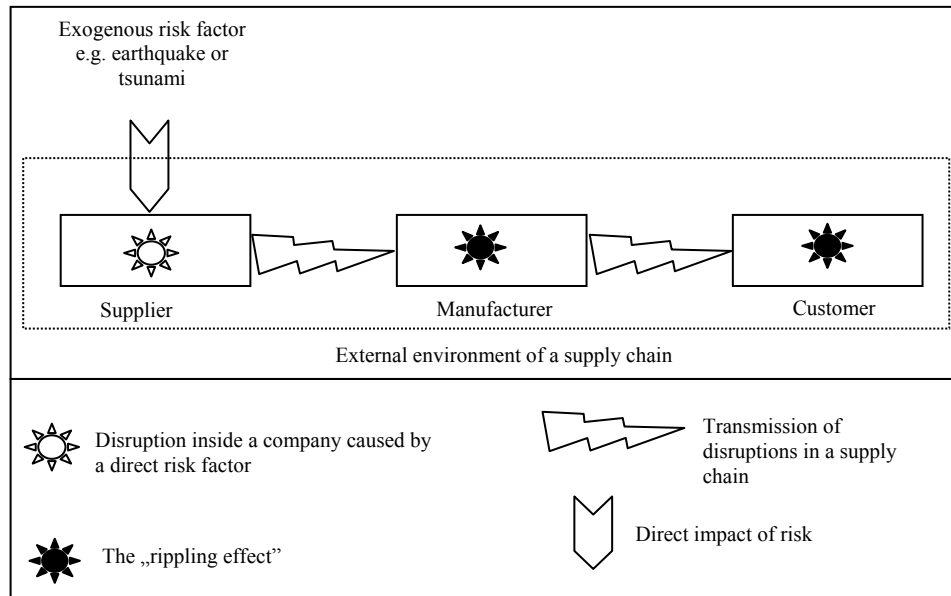 Exogenous risk factor
e.g. earthquake or
tsunami
Supplier
Manufacturer
Customer
External environment of a supply chain
Disruption inside a company caused by
a direct risk factor
Transmission of
disruptions in a supply
chain
The „rippling effect”
Direct impact of risk